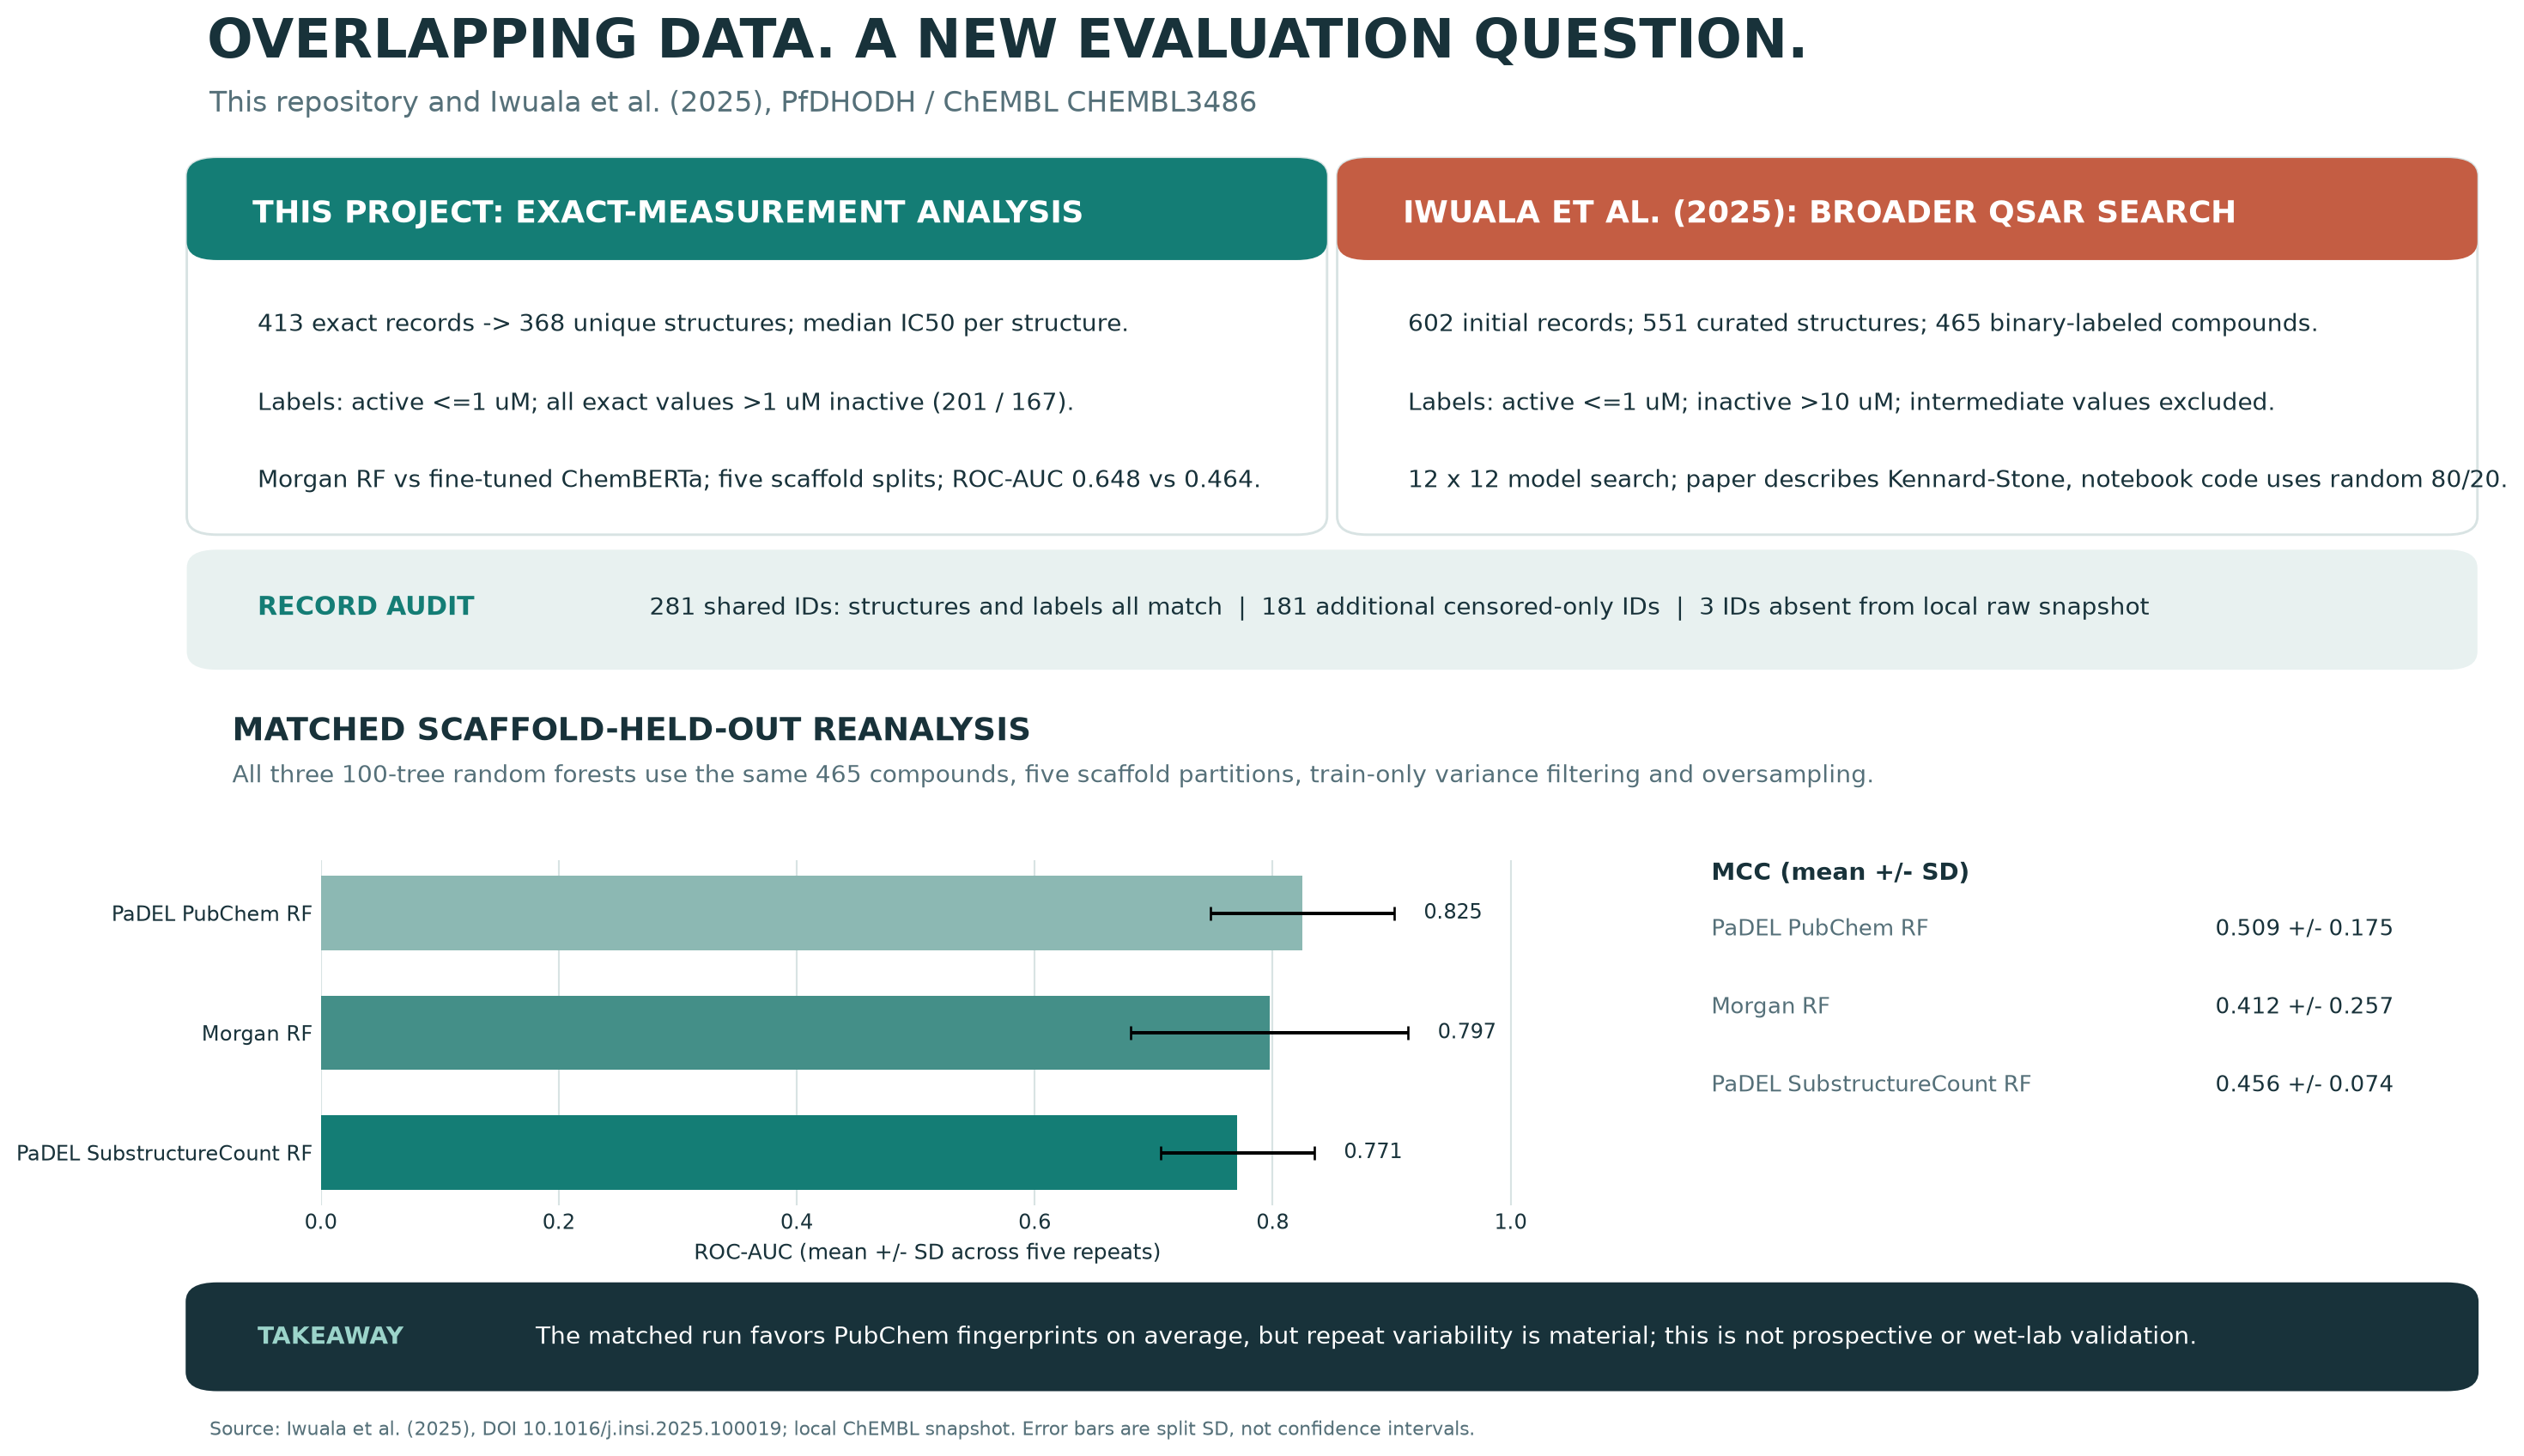 OVERLAPPING DATA. A NEW EVALUATION QUESTION.
This repository and Iwuala et al. (2025), PfDHODH / ChEMBL CHEMBL3486
THIS PROJECT: EXACT-MEASUREMENT ANALYSIS
413 exact records -> 368 unique structures; median IC50 per structure.
Labels: active <=1 uM; all exact values >1 uM inactive (201 / 167).
Morgan RF vs fine-tuned ChemBERTa; five scaffold splits; ROC-AUC 0.648 vs 0.464.
IWUALA ET AL. (2025): BROADER QSAR SEARCH
602 initial records; 551 curated structures; 465 binary-labeled compounds.
Labels: active <=1 uM; inactive >10 uM; intermediate values excluded.
12 x 12 model search; paper describes Kennard-Stone, notebook code uses random 80/20.
RECORD AUDIT
281 shared IDs: structures and labels all match | 181 additional censored-only IDs | 3 IDs absent from local raw snapshot
MATCHED SCAFFOLD-HELD-OUT REANALYSIS
All three 100-tree random forests use the same 465 compounds, five scaffold partitions, train-only variance filtering and oversampling.
PaDEL PubChem RF
0.825
Morgan RF
0.797
PaDEL SubstructureCount RF
0.771
0.0 0.2 0.4 0.6 0.8 1.0
ROC-AUC (mean +/- SD across five repeats)
MCC (mean +/- SD)
PaDEL PubChem RF 0.509 +/- 0.175
Morgan RF 0.412 +/- 0.257
PaDEL SubstructureCount RF 0.456 +/- 0.074
TAKEAWAY
The matched run favors PubChem fingerprints on average, but repeat variability is material; this is not prospective or wet-lab validation.
Source: Iwuala et al. (2025), DOI 10.1016/j.insi.2025.100019; local ChEMBL snapshot. Error bars are split SD, not confidence intervals.